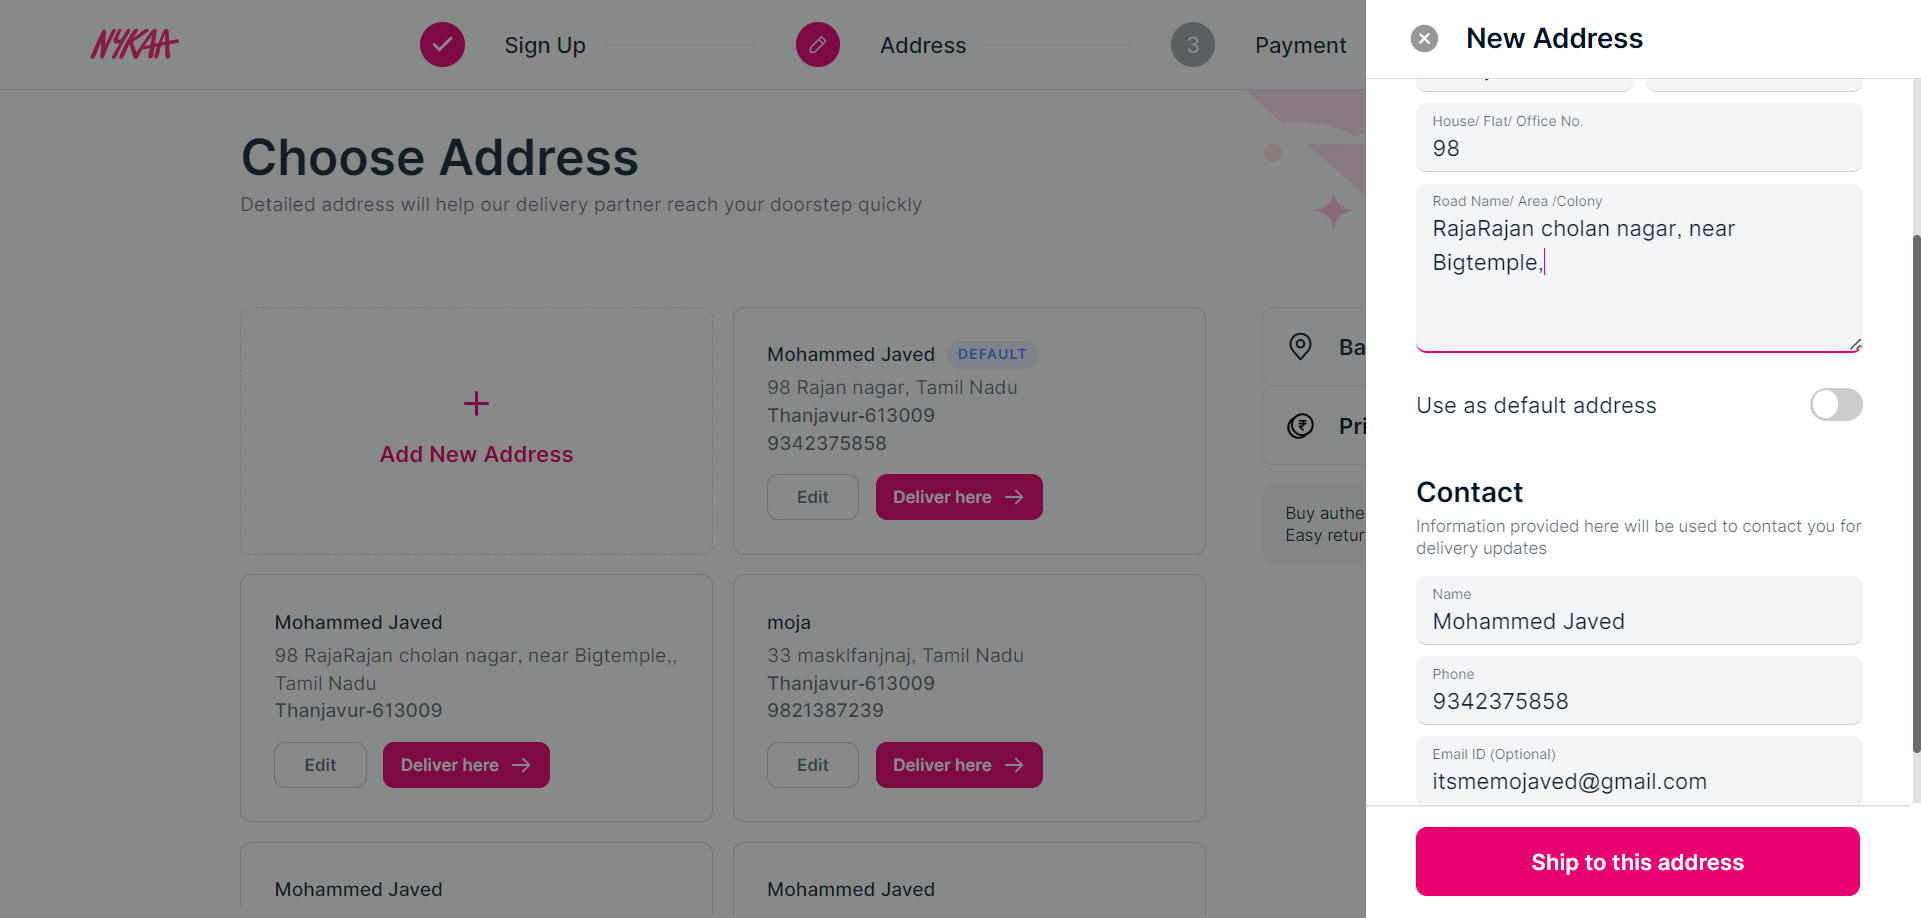 NYKAA
Sign Up
Address
3
Payment
Choose Address
Detailed address will help our delivery partner reach your doorstep quickly
+
Add New Address
Mohammed Javed DEFAULT
98 Rajan nagar, Tamil Nadu
Thanjavur-613009
9342375858
Edit
Deliver here →
Mohammed Javed
98 RajaRajan cholan nagar, near Bigtemple,,
Tamil Nadu
Thanjavur-613009
Edit
Deliver here →
moja
33 masklfanjnaj, Tamil Nadu
Thanjavur-613009
9821387239
Edit
Deliver here →
Mohammed Javed
Mohammed Javed
Ba
₹
Pri
Buy authe
Easy retur
New Address
House/ Flat/ Office No.
98
Road Name/ Area /Colony
RajaRajan cholan nagar, near
Bigtemple,
Use as default address
Contact
Information provided here will be used to contact you for
delivery updates
Name
Mohammed Javed
Phone
9342375858
Email ID (Optional)
itsmemojaved@gmail.com
Ship to this address